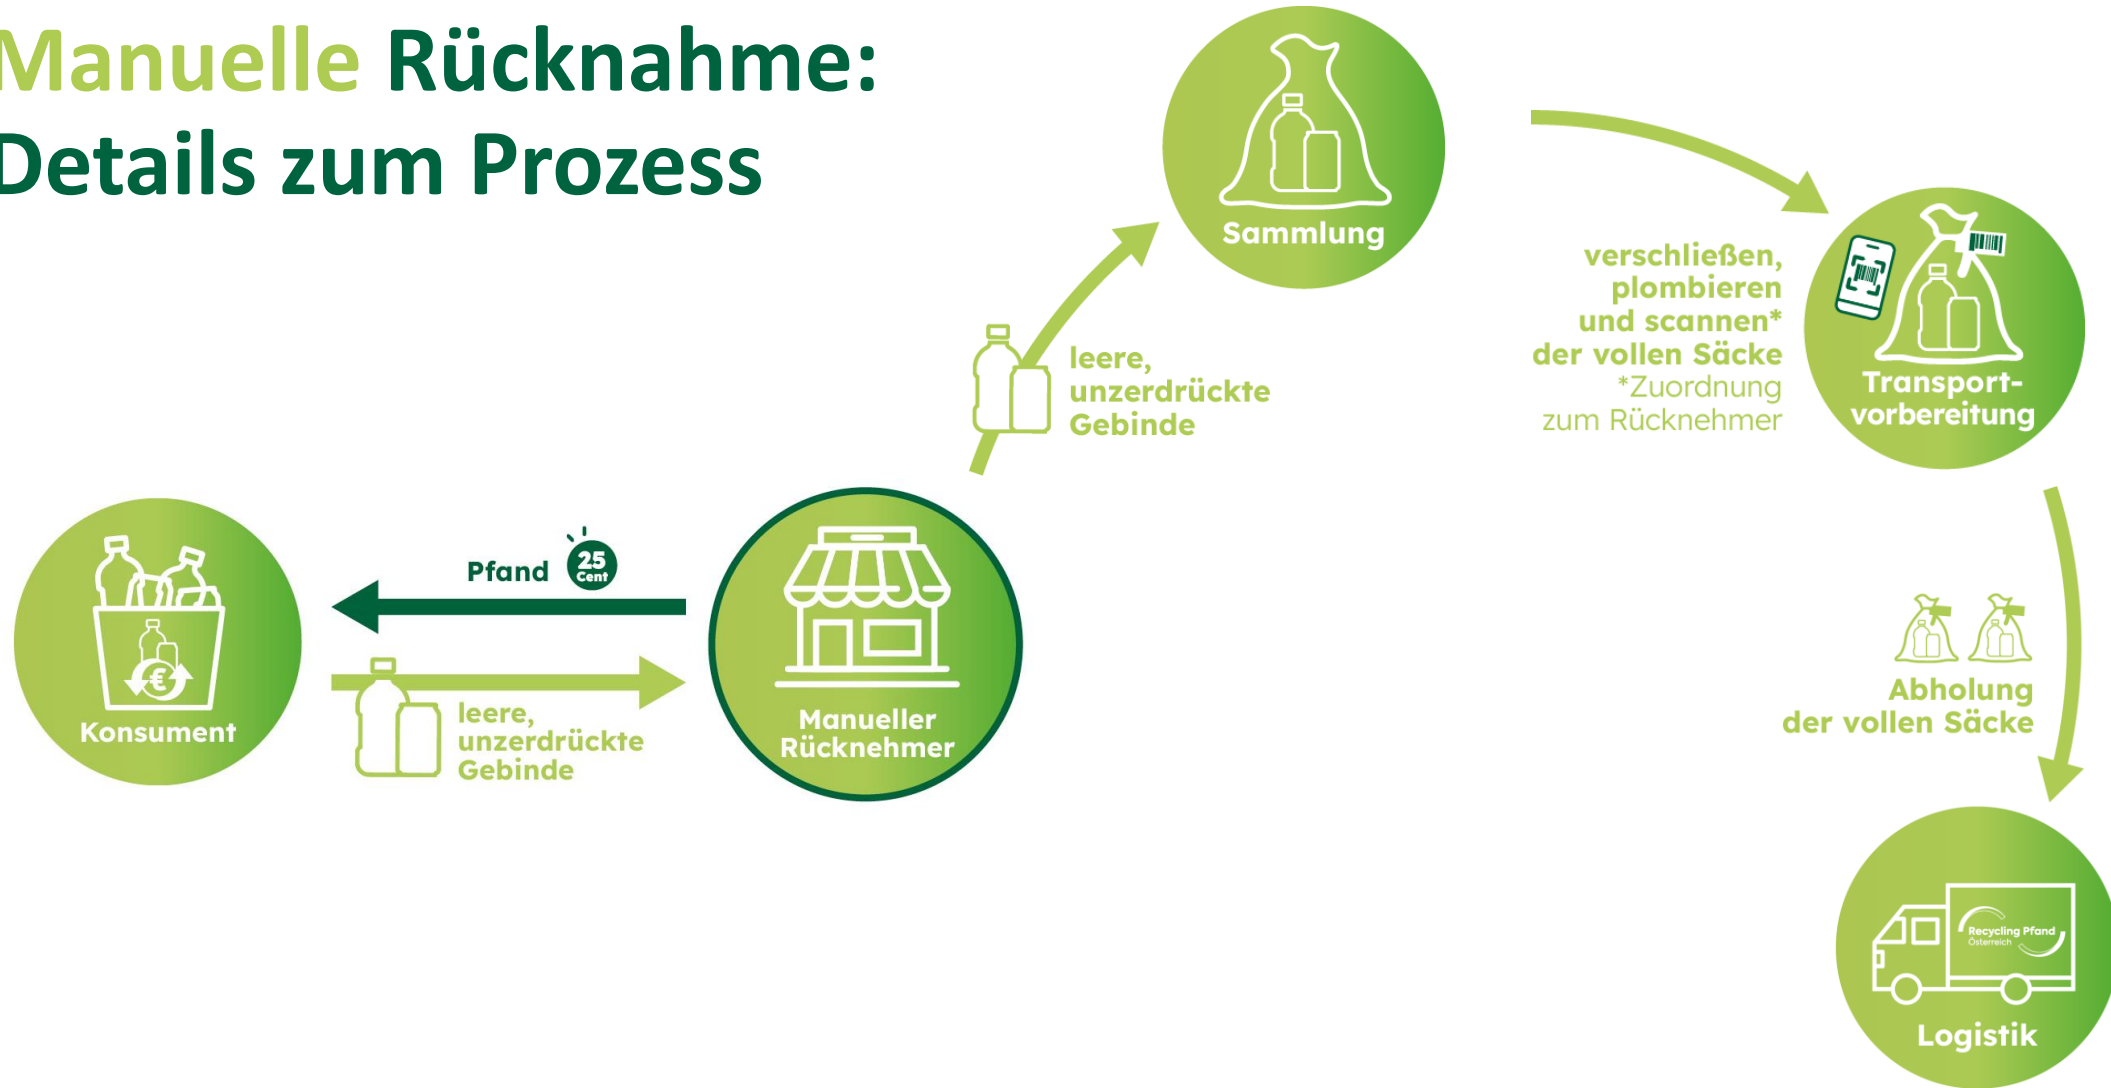 Manuelle Rücknahme:
Details zum Prozess
Sammlung
verschließen,
plombieren
und scannen*
der vollen Säcke
*Zuordnung
zum Rücknehmer
Transport-
vorbereitung
leere,
unzerdrückte
Gebinde
Pfand 25
Cent
Konsument
leere,
unzerdrückte
Gebinde
Manueller
Rücknehmer
Abholung
der vollen Säcke
Recycling Pfand
Österreich
Logistik
€